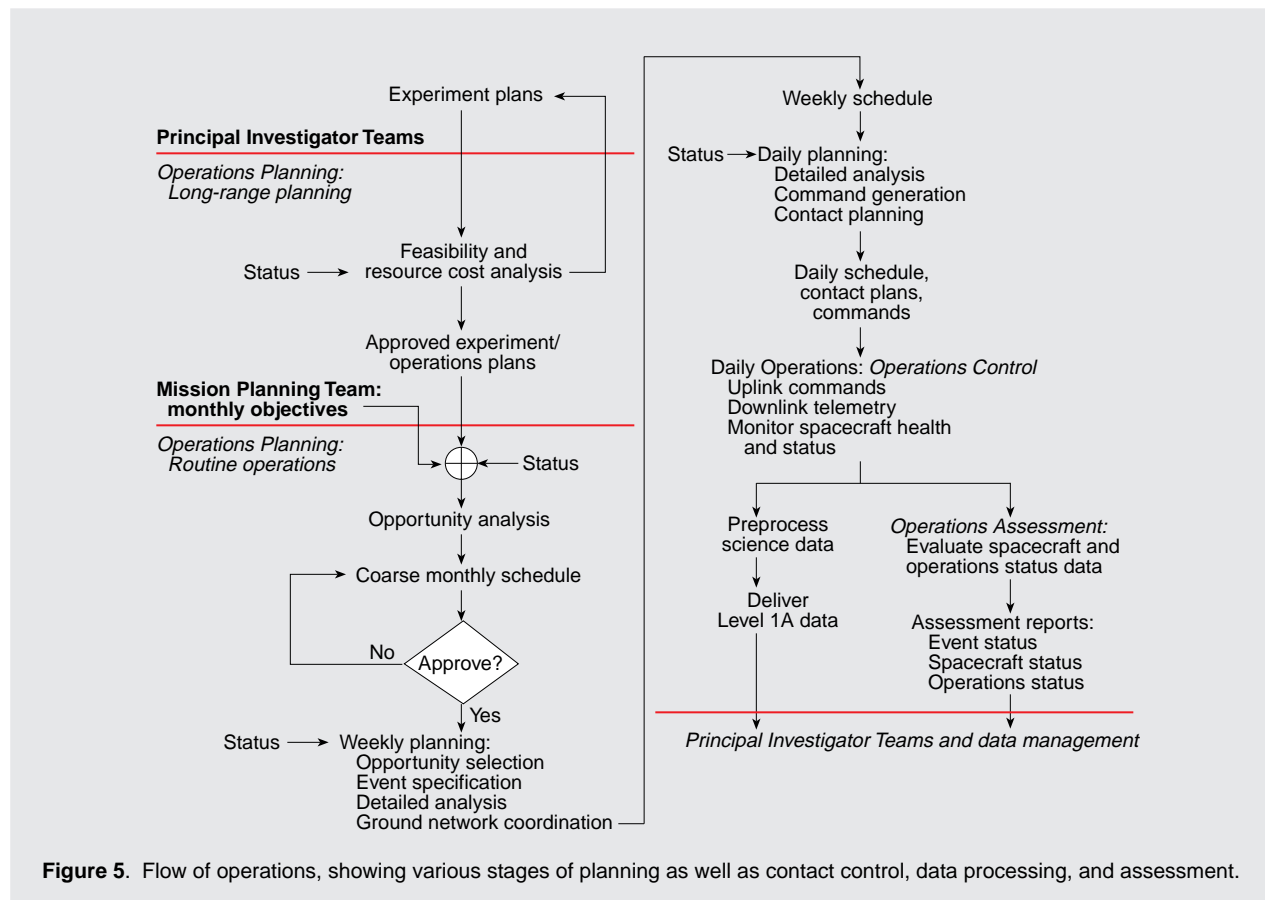 Experiment plans
Principal Investigator Teams
Operations Planning:
Long-range planning
Feasibility and
resource cost analysis
Status
Approved experiment/
operations plans
Mission Planning Team:
monthly objectives
Operations Planning:
Routine operations
Status
Opportunity analysis
Coarse monthly schedule
No
Approve?
Yes
Status
Weekly planning:
Opportunity selection
Event specification
Detailed analysis
Ground network coordination
Weekly schedule
Status
Daily planning:
Detailed analysis
Command generation
Contact planning
Daily schedule,
contact plans,
commands
Daily Operations: Operations Control
Uplink commands
Downlink telemetry
Monitor spacecraft health
and status
Preprocess
science data
Deliver
Level 1A data
Operations Assessment:
Evaluate spacecraft and
operations status data
Assessment reports:
Event status
Spacecraft status
Operations status
Principal Investigator Teams and data management
Figure 5. Flow of operations, showing various stages of planning as well as contact control, data processing, and assessment.